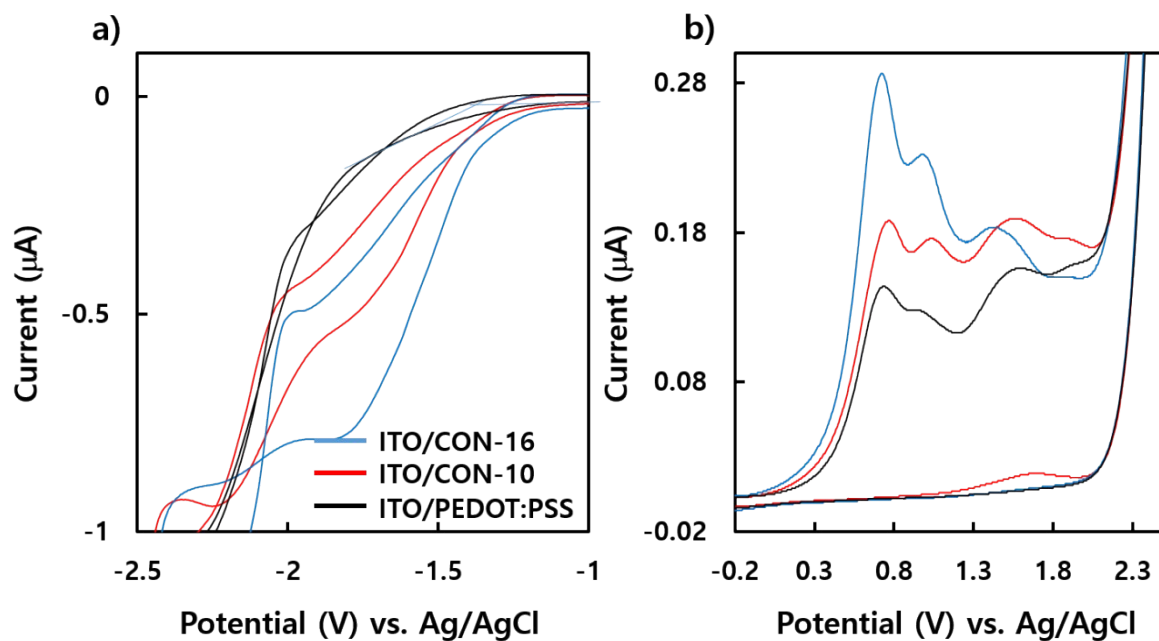 a)
0
-0.5
-1
Current (μA)
-2.5
-2
-1.5
-1
Potential (V) vs. Ag/AgCl
ITO/CON-16
ITO/CON-10
ITO/PEDOT:PSS
b)
0.28
0.18
0.08
-0.02
Current (μA)
-0.2
0.3
0.8
1.3
1.8
2.3
Potential (V) vs. Ag/AgCl